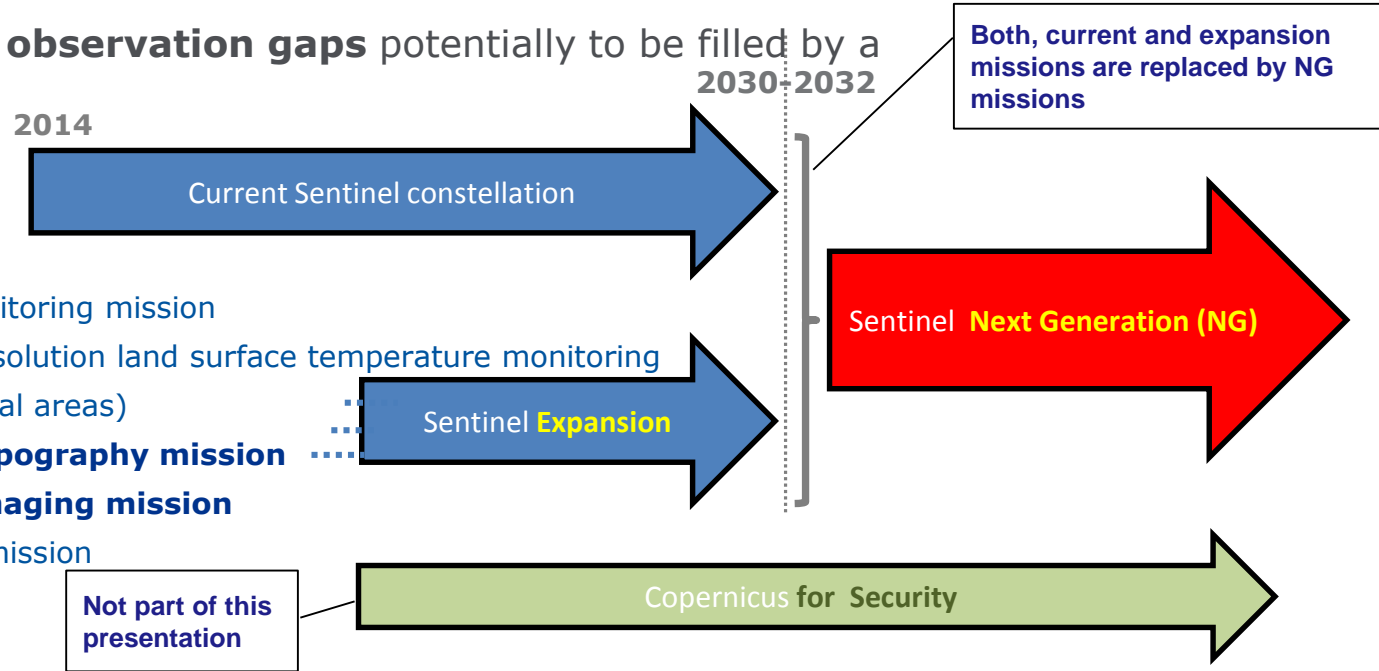 observation gaps potentially to be filled by a
Both, current and expansion
missions are replaced by NG
missions
2030-2032
2014
Current Sentinel constellation
itoring mission
solution land surface temperature monitoring
al areas)
pography mission
naging mission
mission
Sentinel Expansion
Sentinel Next Generation (NG)
Copernicus for Security
Not part of this
presentation